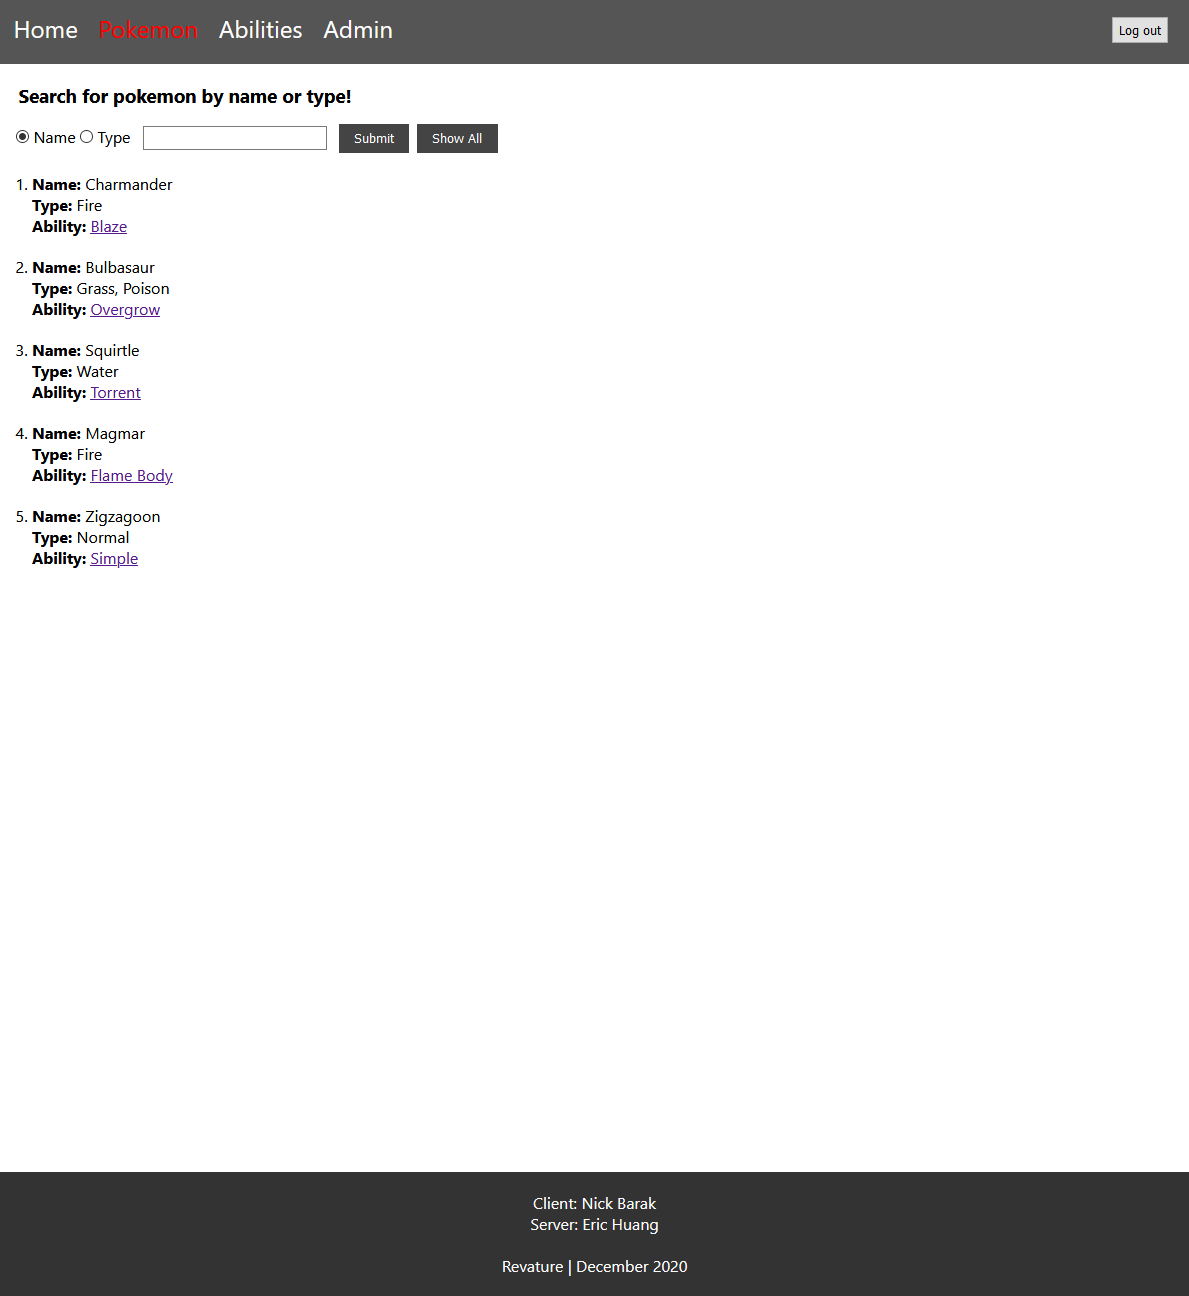 Home Pokemon Abilities Admin Log out
Search for pokemon by name or type!
Name Type Submit Show All
1. Name: Charmander
Type: Fire
Ability: Blaze
2. Name: Bulbasaur
Type: Grass, Poison
Ability: Overgrow
3. Name: Squirtle
Type: Water
Ability: Torrent
4. Name: Magmar
Type: Fire
Ability: Flame Body
5. Name: Zigzagoon
Type: Normal
Ability: Simple
Client: Nick Barak
Server: Eric Huang
Revature | December 2020